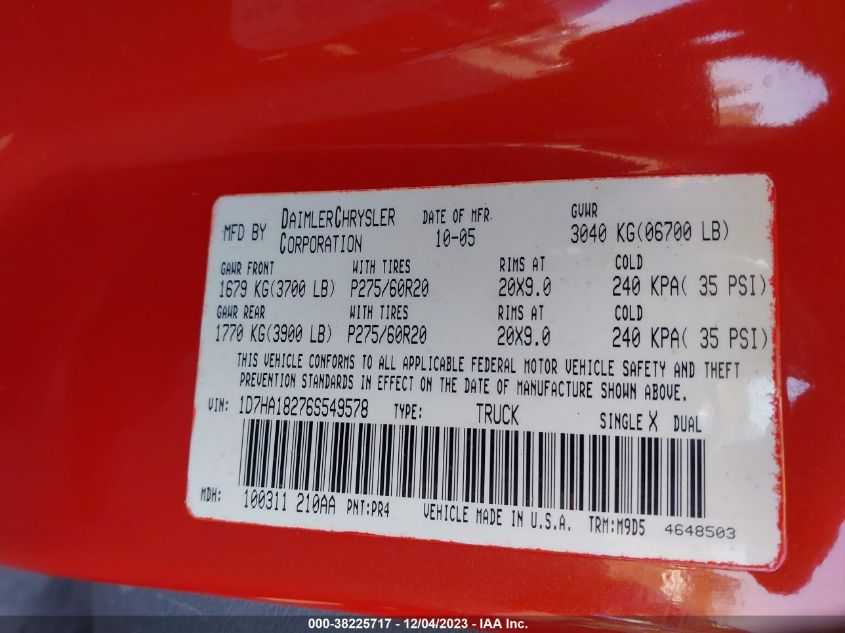 MFD BY DAIMLERCHRYSLER CORPORATION DATE OF MFR 10-05 GVWR 3040 KG(06700 LB)
GAWR FRONT WITH TIRES RIMS AT COLD
1679 KG(3700 LB) P275/60R20 20X9.0 240 KPA( 35 PSI)
GAWR REAR WITH TIRES RIMS AT COLD
1770 KG(3900 LB) P275/60R20 20X9.0 240 KPA( 35 PSI)
THIS VEHICLE CONFORMS TO ALL APPLICABLE FEDERAL MOTOR VEHICLE SAFETY AND THEFT
PREVENTION STANDARDS IN EFFECT ON THE DATE OF MANUFACTURE SHOWN ABOVE.
VIN: 1D7HA18276S549578 TYPE: TRUCK SINGLE X DUAL
MDH: 100311 210AA PNT:PR4 VEHICLE MADE IN U.S.A. TRM:M9D5 4648503
000-38225717 - 12/04/2023 - IAA Inc.